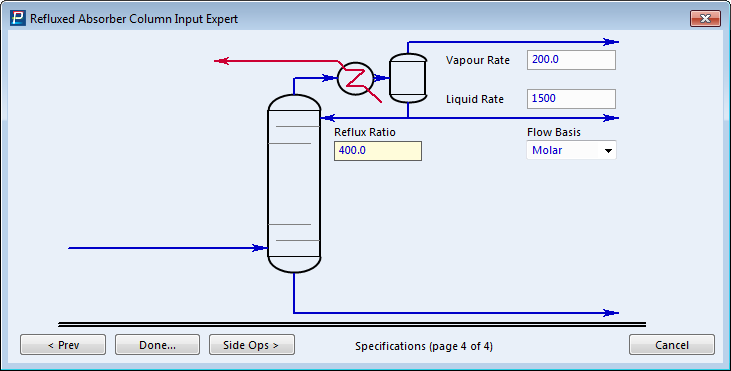 Refluxed Absorber Column Input Expert
Vapour Rate 200.0
Liquid Rate 1500
Reflux Ratio Flow Basis
400.0 Molar
< Prev Done... Side Ops > Specifications (page 4 of 4) Cancel